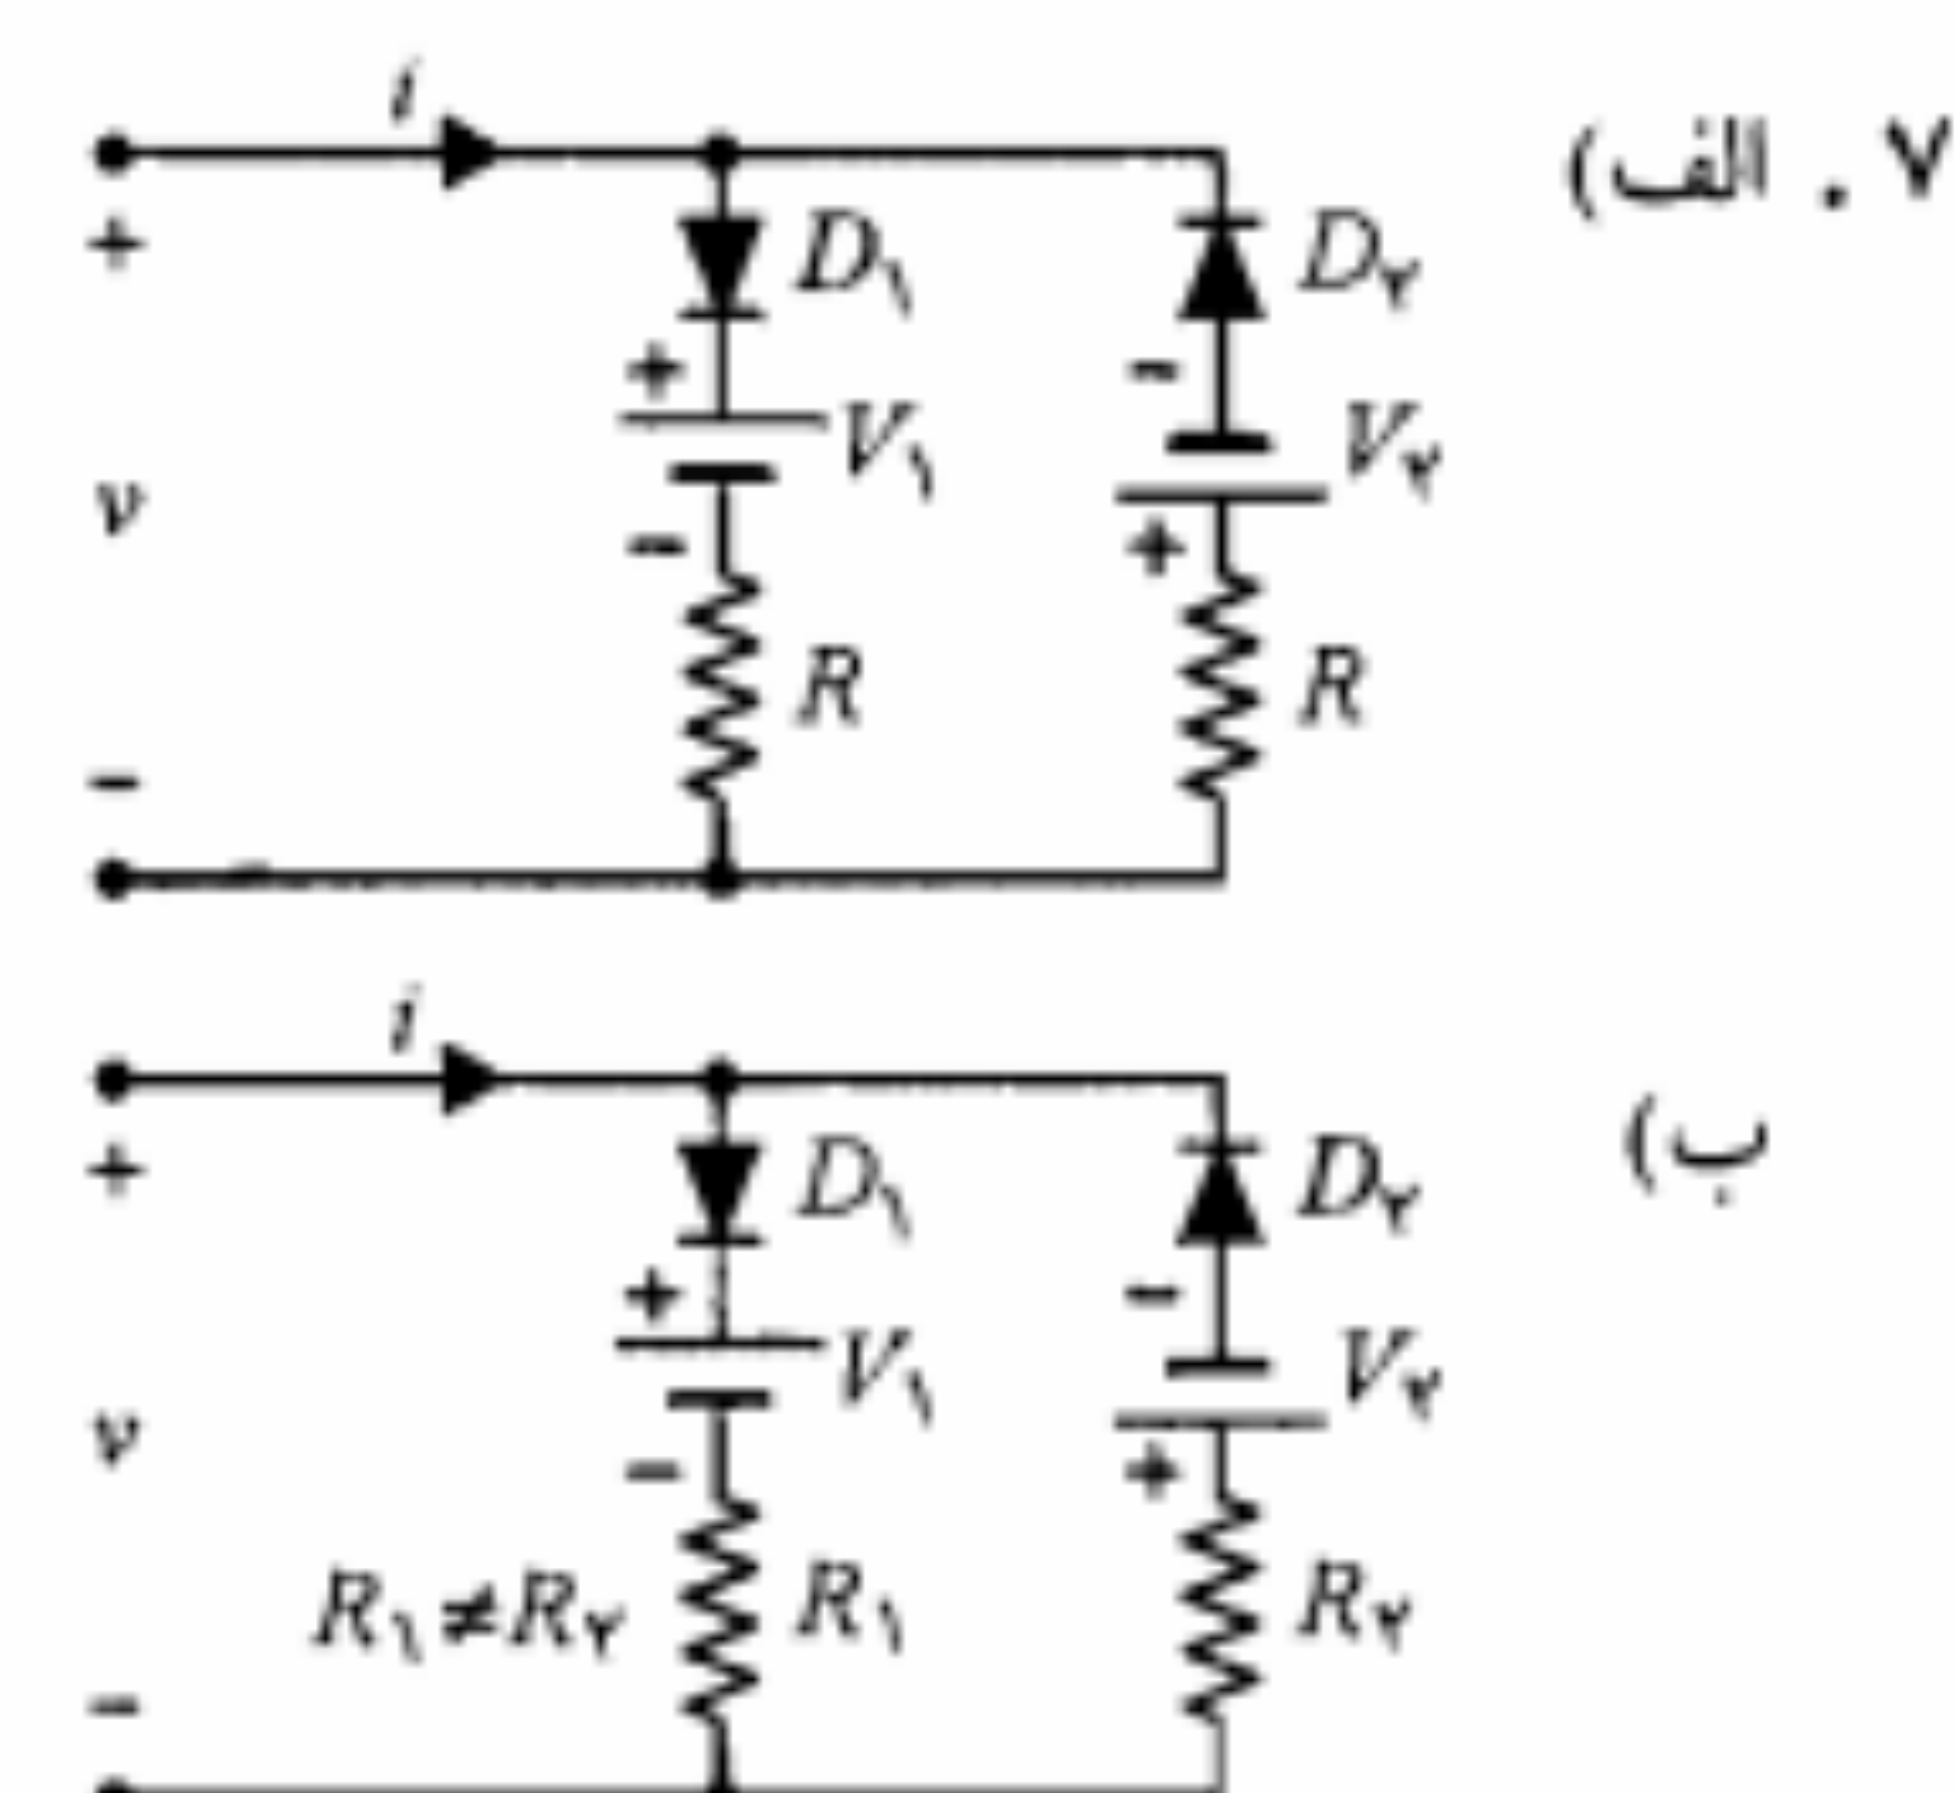 ۷ . الف)
i
+ D۱ D۲
+ -
v V۱ V۲
- +
R R
-
ب)
i
+ D۱ D۲
+ -
v V۱ V۲
- +
R۱≠R۲ R۱ R۲
-